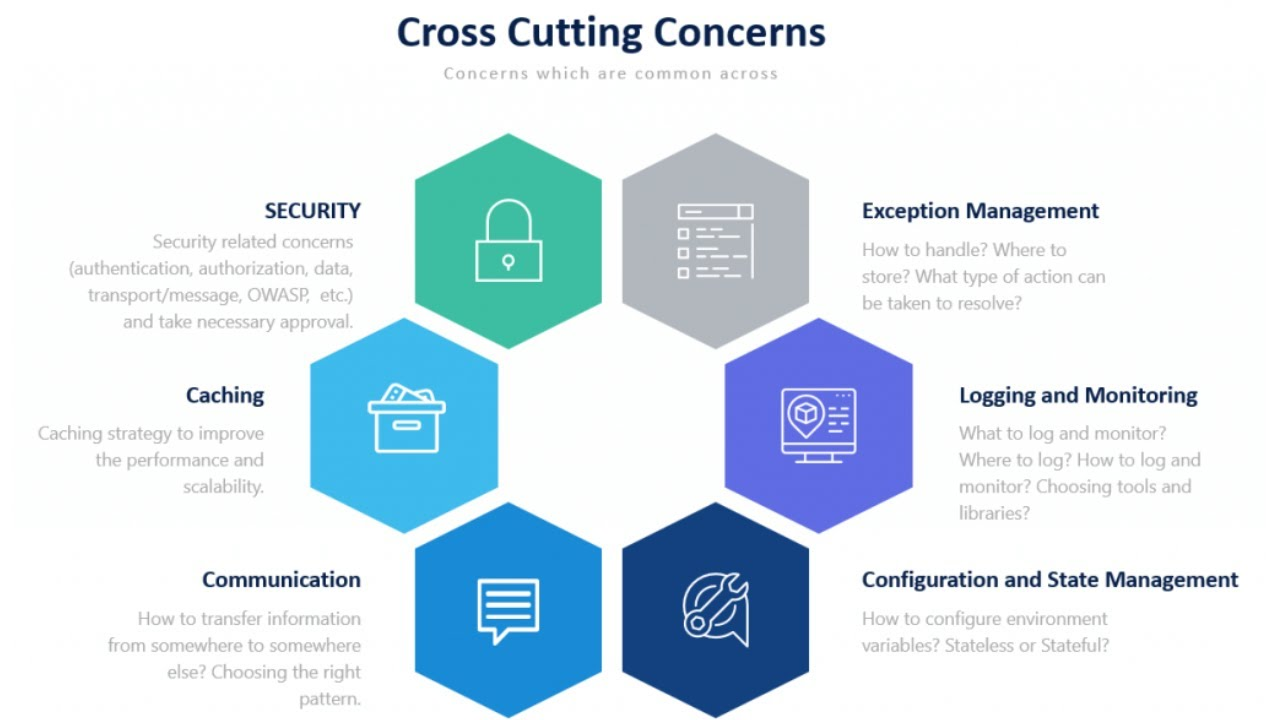 Cross Cutting Concerns
Concerns which are common across
SECURITY
Security related concerns
(authentication, authorization, data,
transport/message, OWASP,  etc.)
and take necessary approval.
Exception Management
How to handle? Where to
store? What type of action can
be taken to resolve?
Caching
Caching strategy to improve
the performance and
scalability.
Logging and Monitoring
What to log and monitor?
Where to log? How to log and
monitor? Choosing tools and
libraries?
Communication
How to transfer information
from somewhere to somewhere
else? Choosing the right
pattern.
Configuration and State Management
How to configure environment
variables? Stateless or Stateful?